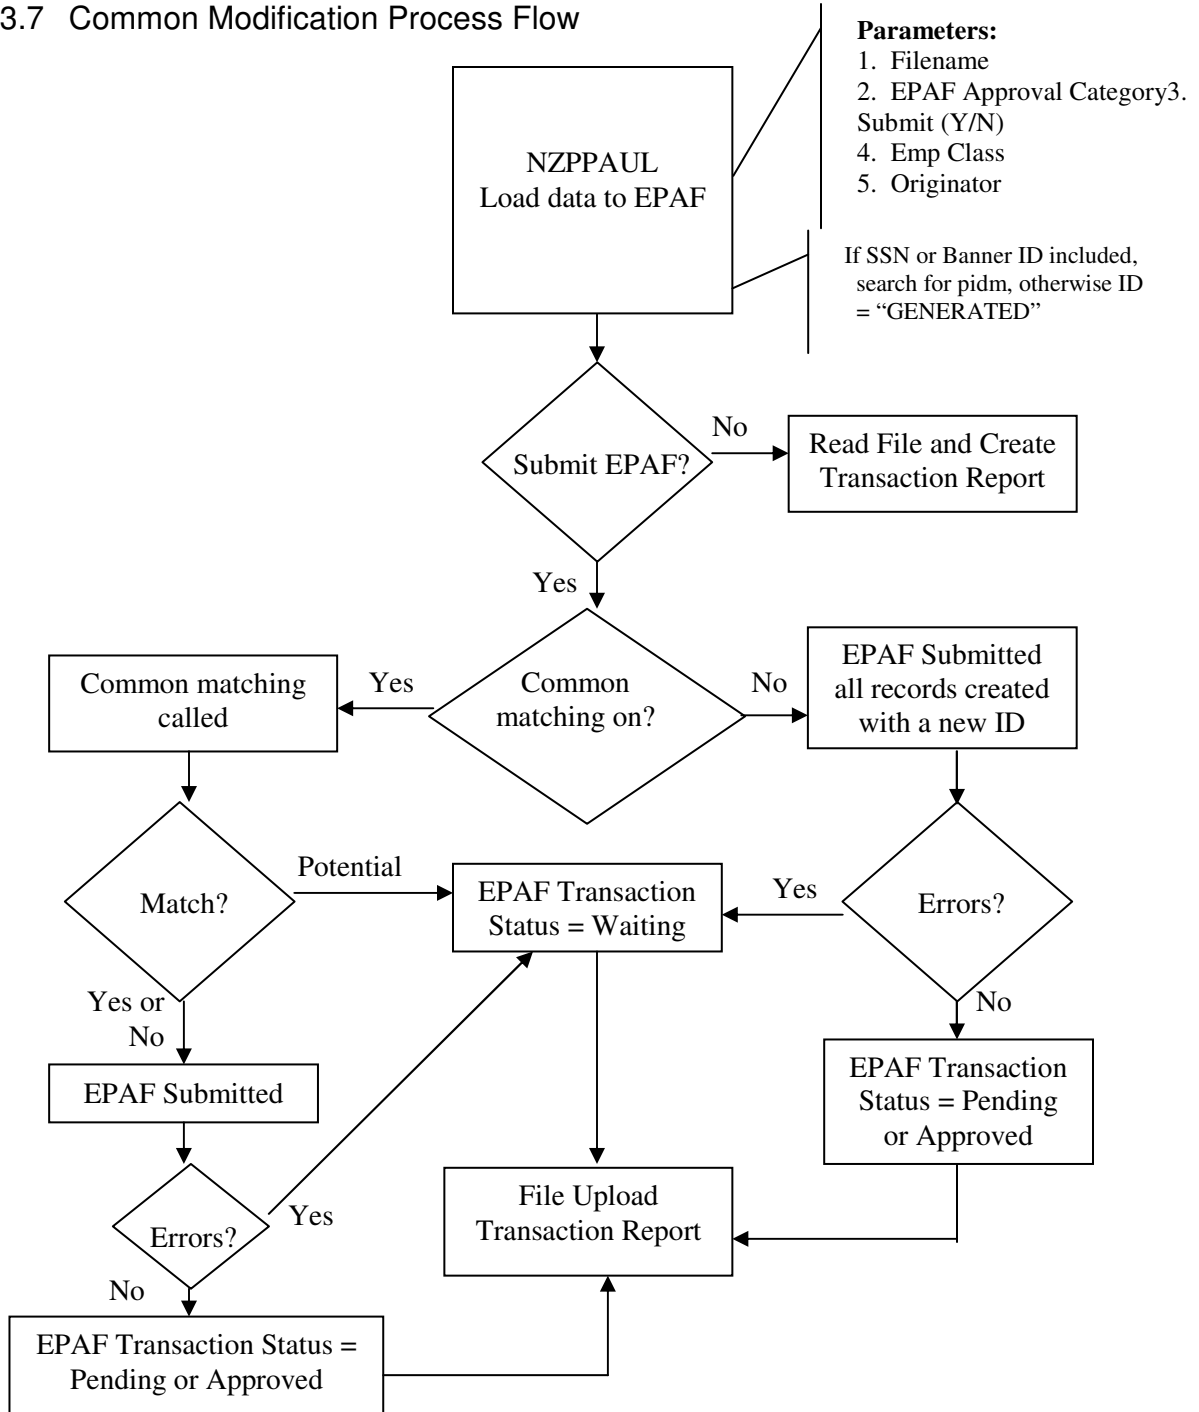 3.7 Common Modification Process Flow
Parameters:
1. Filename
2. EPAF Approval Category3.
Submit (Y/N)
4. Emp Class
5. Originator
NZPPAUL
Load data to EPAF
If SSN or Banner ID included,
search for pidm, otherwise ID
= “GENERATED”
Submit EPAF?
No
Read File and Create
Transaction Report
Yes
Common
matching on?
Yes
Common matching
called
No
EPAF Submitted
all records created
with a new ID
Match?
Potential
EPAF Transaction
Status = Waiting
Yes
Errors?
Yes or
No
No
EPAF Submitted
EPAF Transaction
Status = Pending
or Approved
Errors?
Yes
File Upload
Transaction Report
No
EPAF Transaction Status =
Pending or Approved